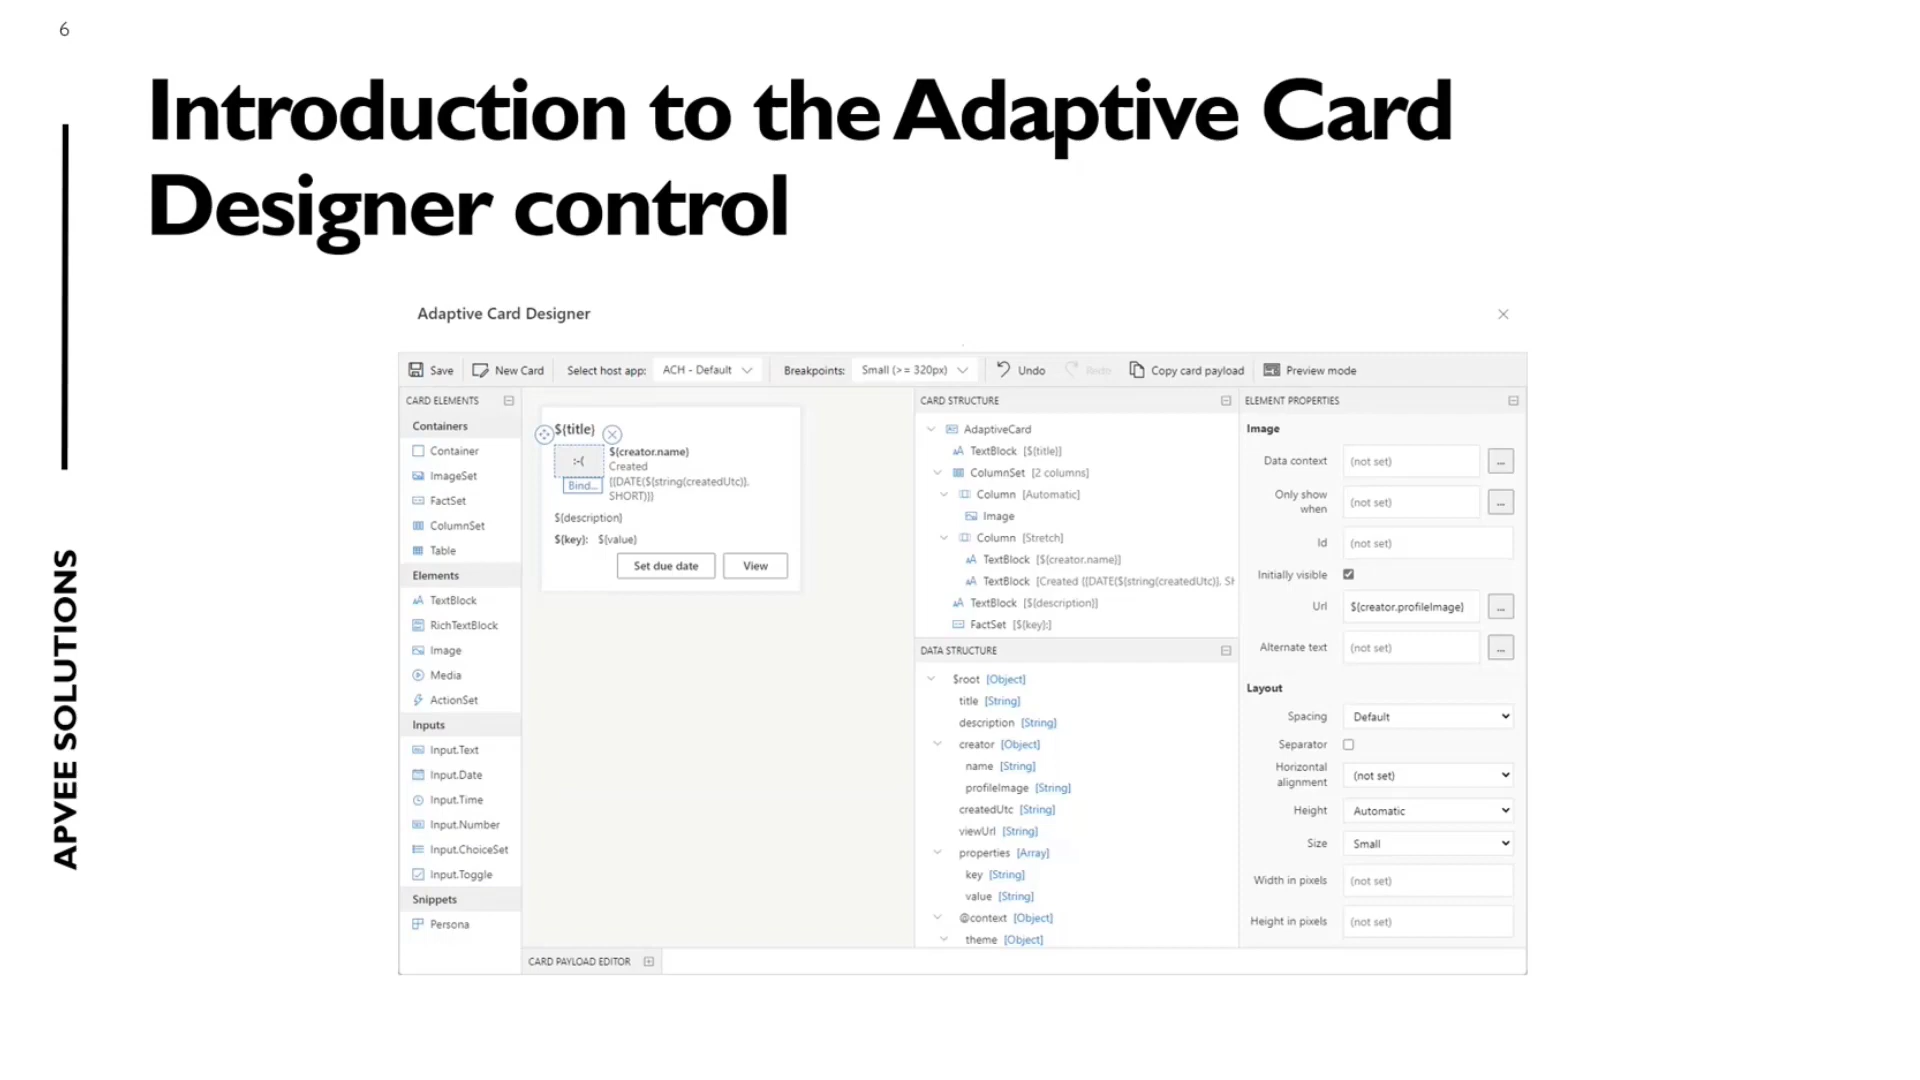 6
Introduction to the Adaptive Card
Designer control
APVEE SOLUTIONS
Adaptive Card Designer
Save
New Card
Select host app:
ACH - Default
Breakpoints:
Small (>= 320px)
Undo
Redo
Copy card payload
Preview mode
CARD ELEMENTS
Containers
Container
ImageSet
FactSet
ColumnSet
Table
Elements
TextBlock
RichTextBlock
Image
Media
ActionSet
Inputs
Input.Text
Input.Date
Input.Time
Input.Number
Input.ChoiceSet
Input.Toggle
Snippets
Persona
${title}
:-(
Bind...
${creator.name}
Created
{{DATE(${string(createdUtc)},
SHORT)}}
${description}
${key}: ${value}
Set due date
View
CARD PAYLOAD EDITOR
CARD STRUCTURE
AdaptiveCard
TextBlock [${title}]
ColumnSet [2 columns]
Column [Automatic]
Image
Column [Stretch]
TextBlock [${creator.name}]
TextBlock [Created {{DATE(${string(createdUtc)}, SH
TextBlock [${description}]
FactSet [${key}:]
DATA STRUCTURE
$root [Object]
title [String]
description [String]
creator [Object]
name [String]
profileImage [String]
createdUtc [String]
viewUrl [String]
properties [Array]
key [String]
value [String]
@context [Object]
theme [Object]
ELEMENT PROPERTIES
Image
Data context (not set) ...
Only show
when (not set) ...
Id (not set)
Initially visible
Url ${creator.profileImage} ...
Alternate text (not set) ...
Layout
Spacing Default
Separator
Horizontal
alignment (not set)
Height Automatic
Size Small
Width in pixels (not set)
Height in pixels (not set)